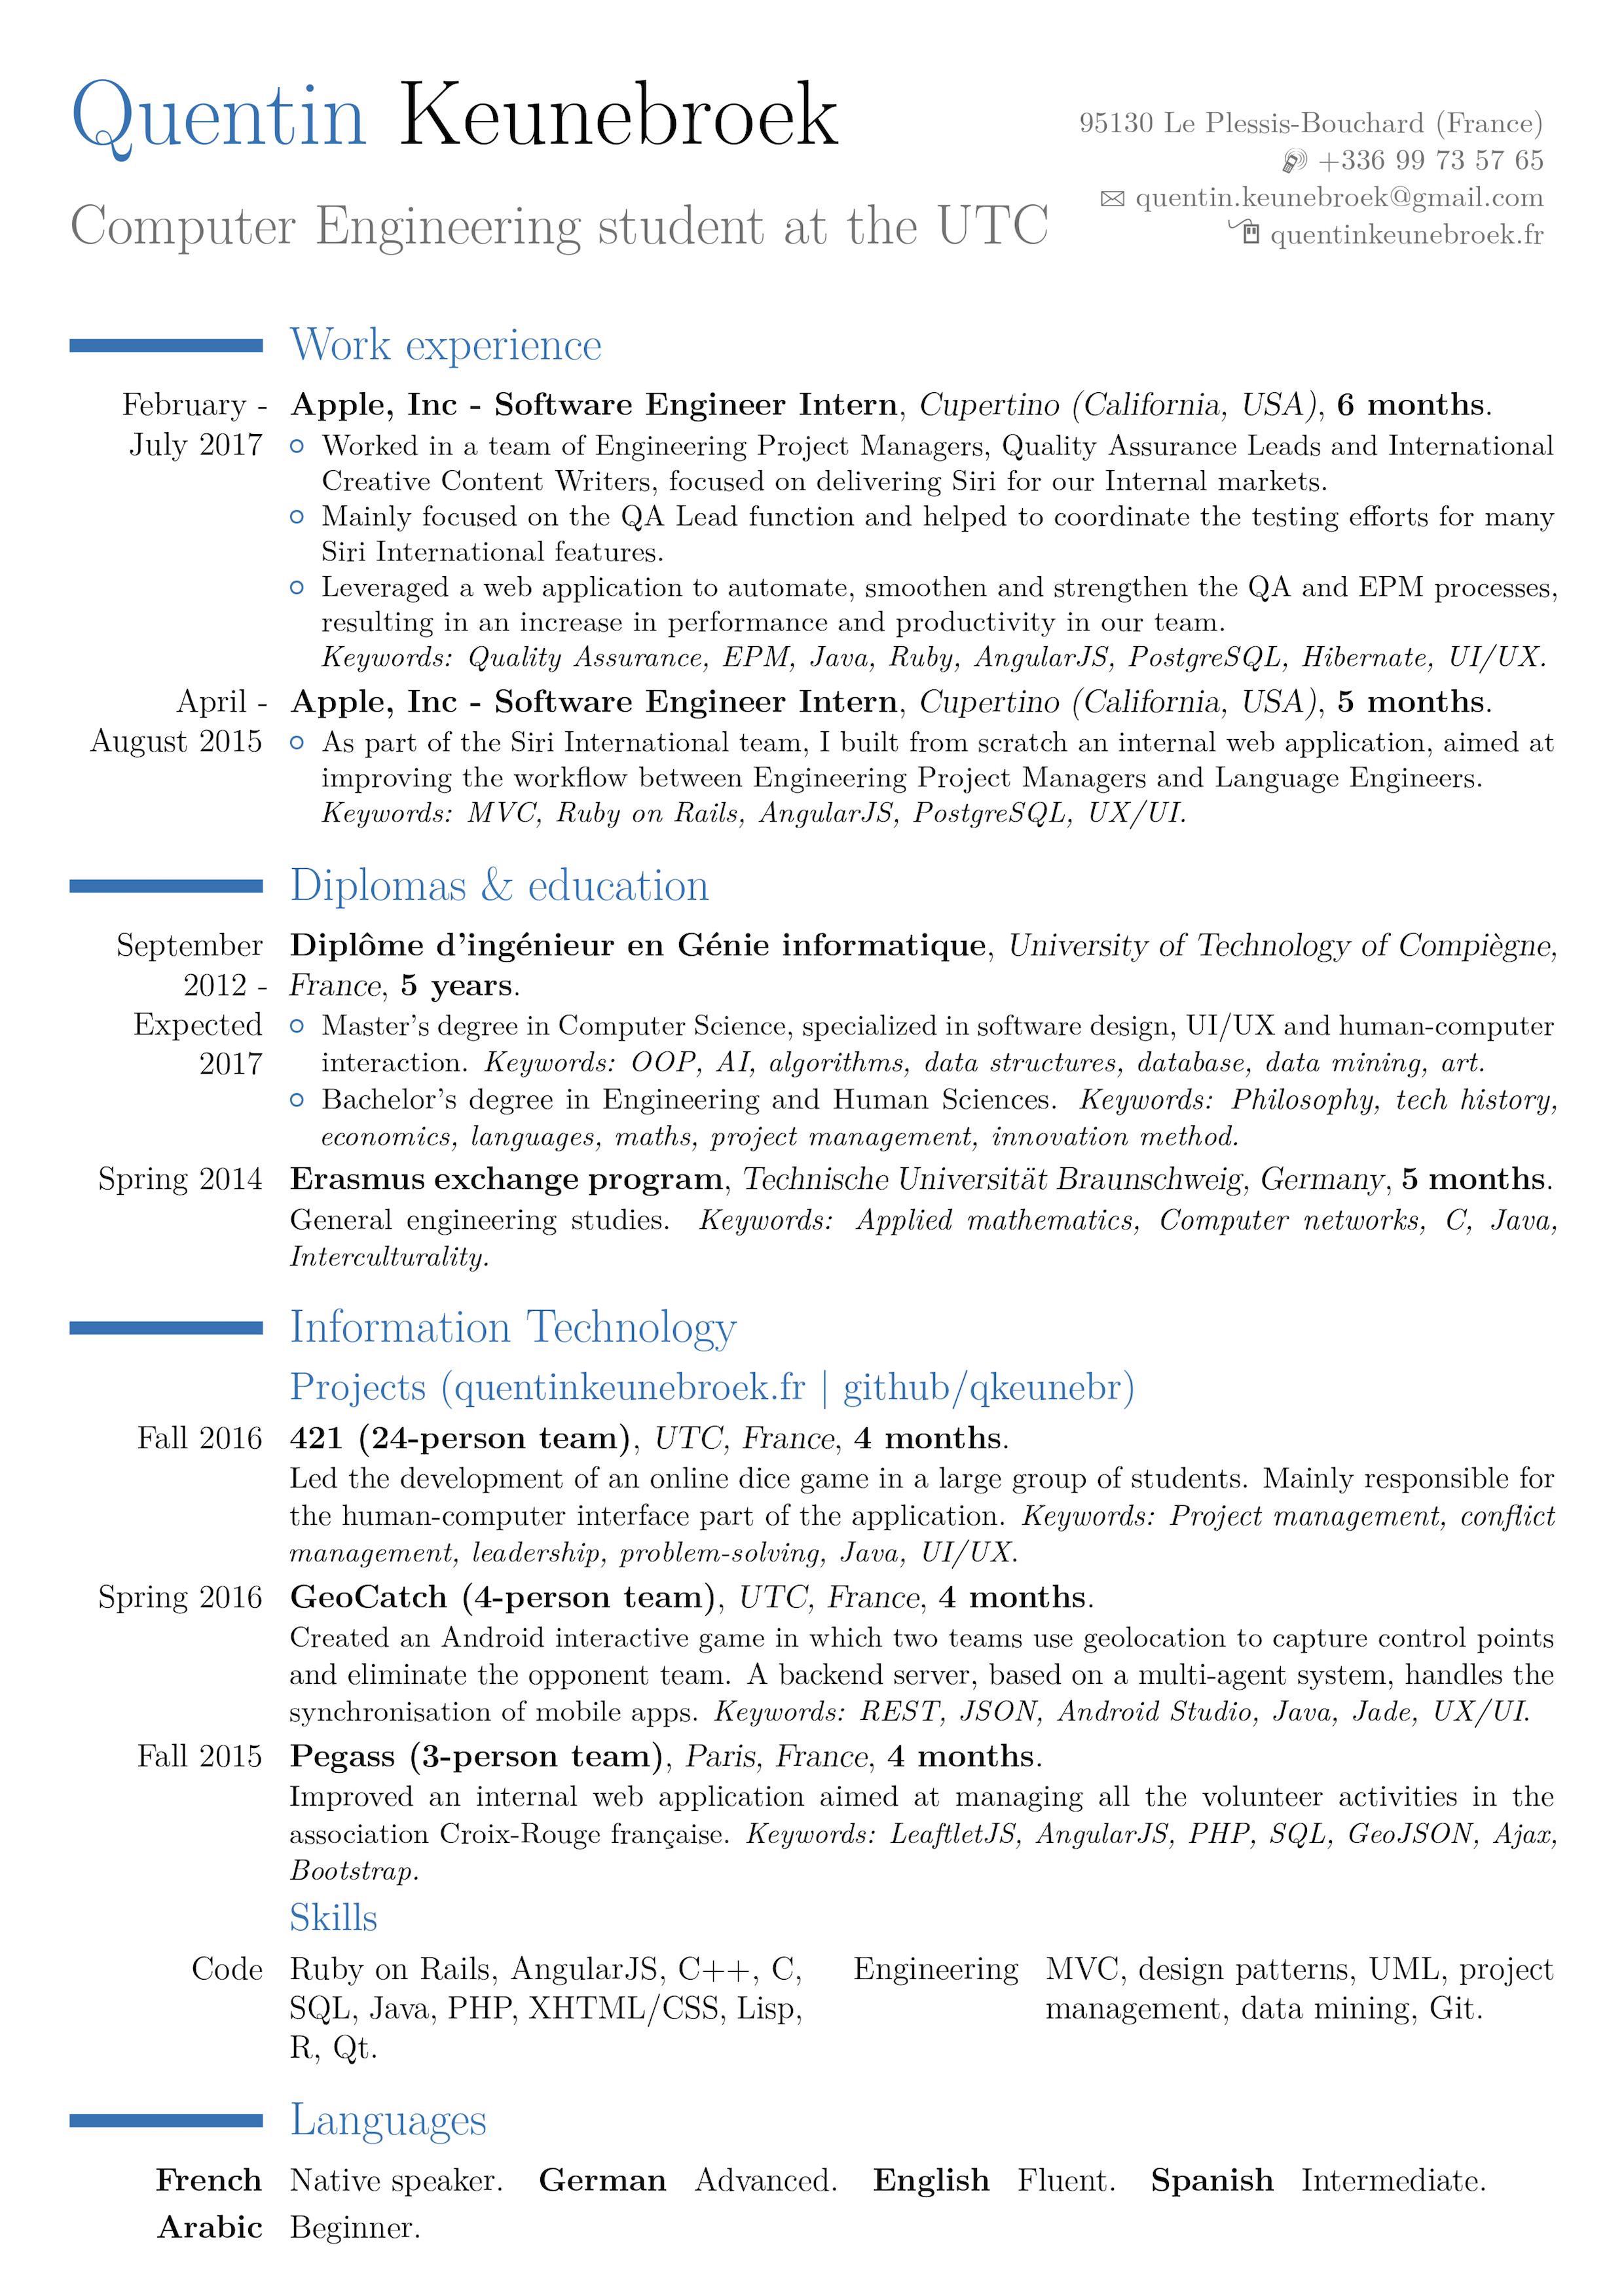 Quentin Keunebroek
Computer Engineering student at the UTC
95130 Le Plessis-Bouchard (France)
+336 99 73 57 65
quentin.keunebroek@gmail.com
quentinkeunebroek.fr
Work experience
February -
July 2017
Apple, Inc - Software Engineer Intern, Cupertino (California, USA), 6 months.
Worked in a team of Engineering Project Managers, Quality Assurance Leads and International
Creative Content Writers, focused on delivering Siri for our Internal markets.
Mainly focused on the QA Lead function and helped to coordinate the testing efforts for many
Siri International features.
Leveraged a web application to automate, smoothen and strengthen the QA and EPM processes,
resulting in an increase in performance and productivity in our team.
Keywords: Quality Assurance, EPM, Java, Ruby, AngularJS, PostgreSQL, Hibernate, UI/UX.
April -
August 2015
Apple, Inc - Software Engineer Intern, Cupertino (California, USA), 5 months.
As part of the Siri International team, I built from scratch an internal web application, aimed at
improving the workflow between Engineering Project Managers and Language Engineers.
Keywords: MVC, Ruby on Rails, AngularJS, PostgreSQL, UX/UI.
Diplomas & education
September
2012 -
Expected
2017
Diplôme d'ingénieur en Génie informatique, University of Technology of Compiègne,
France, 5 years.
Master's degree in Computer Science, specialized in software design, UI/UX and human-computer
interaction. Keywords: OOP, AI, algorithms, data structures, database, data mining, art.
Bachelor's degree in Engineering and Human Sciences. Keywords: Philosophy, tech history,
economics, languages, maths, project management, innovation method.
Spring 2014
Erasmus exchange program, Technische Universität Braunschweig, Germany, 5 months.
General engineering studies. Keywords: Applied mathematics, Computer networks, C, Java,
Interculturality.
Information Technology
Projects (quentinkeunebroek.fr | github/qkeunebr)
Fall 2016
421 (24-person team), UTC, France, 4 months.
Led the development of an online dice game in a large group of students. Mainly responsible for
the human-computer interface part of the application. Keywords: Project management, conflict
management, leadership, problem-solving, Java, UI/UX.
Spring 2016
GeoCatch (4-person team), UTC, France, 4 months.
Created an Android interactive game in which two teams use geolocation to capture control points
and eliminate the opponent team. A backend server, based on a multi-agent system, handles the
synchronisation of mobile apps. Keywords: REST, JSON, Android Studio, Java, Jade, UX/UI.
Fall 2015
Pegass (3-person team), Paris, France, 4 months.
Improved an internal web application aimed at managing all the volunteer activities in the
association Croix-Rouge française. Keywords: LeaftletJS, AngularJS, PHP, SQL, GeoJSON, Ajax,
Bootstrap.
Skills
Code
Ruby on Rails, AngularJS, C++, C,
SQL, Java, PHP, XHTML/CSS, Lisp,
R, Qt.
Engineering
MVC, design patterns, UML, project
management, data mining, Git.
Languages
French Native speaker. German Advanced. English Fluent. Spanish Intermediate.
Arabic Beginner.